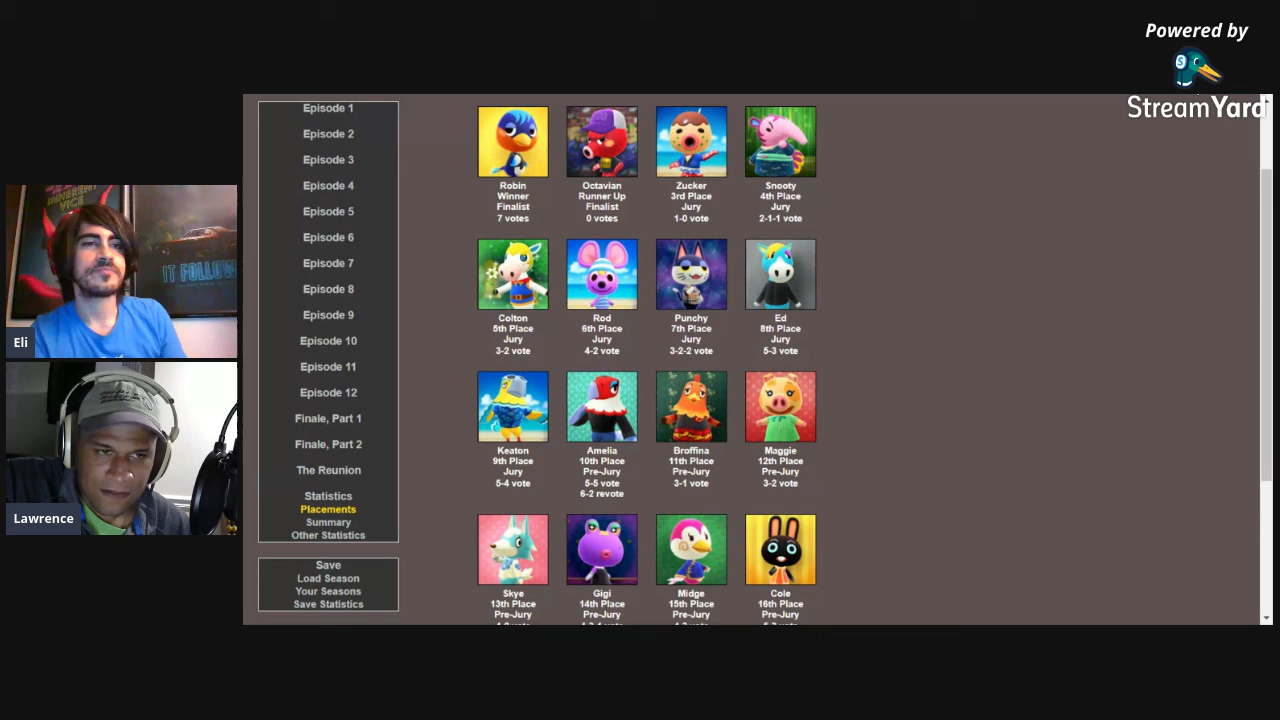 Powered by
StreamYard
INHERENT
VICE
IT FOLLOWS
Eli
Lawrence
Episode 1
Episode 2
Episode 3
Episode 4
Episode 5
Episode 6
Episode 7
Episode 8
Episode 9
Episode 10
Episode 11
Episode 12
Finale, Part 1
Finale, Part 2
The Reunion
Statistics
Placements
Summary
Other Statistics
Save
Load Season
Your Seasons
Save Statistics
Robin
Winner
Finalist
7 votes
Octavian
Runner Up
Finalist
0 votes
Zucker
3rd Place
Jury
1-0 vote
Snooty
4th Place
Jury
2-1-1 vote
Colton
5th Place
Jury
3-2 vote
Rod
6th Place
Jury
4-2 vote
Punchy
7th Place
Jury
3-2-2 vote
Ed
8th Place
Jury
5-3 vote
Keaton
9th Place
Jury
5-4 vote
Amelia
10th Place
Pre-Jury
5-5 vote
6-2 revote
Broffina
11th Place
Pre-Jury
3-1 vote
Maggie
12th Place
Pre-Jury
3-2 vote
Skye
13th Place
Pre-Jury
Gigi
14th Place
Pre-Jury
Midge
15th Place
Pre-Jury
Cole
16th Place
Pre-Jury